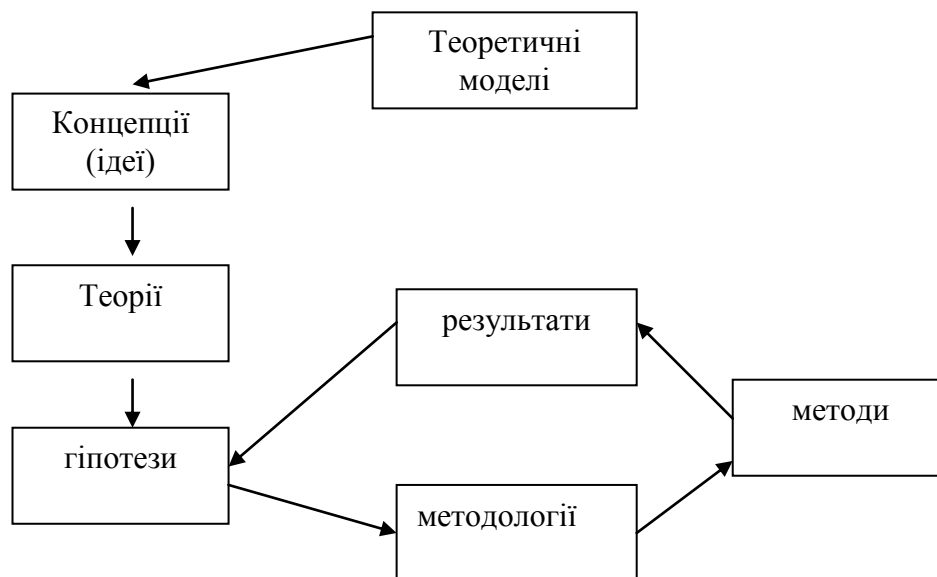 Теоретичні
моделі
Концепції
(ідеї)
Теорії
результати
методи
гіпотези
методології